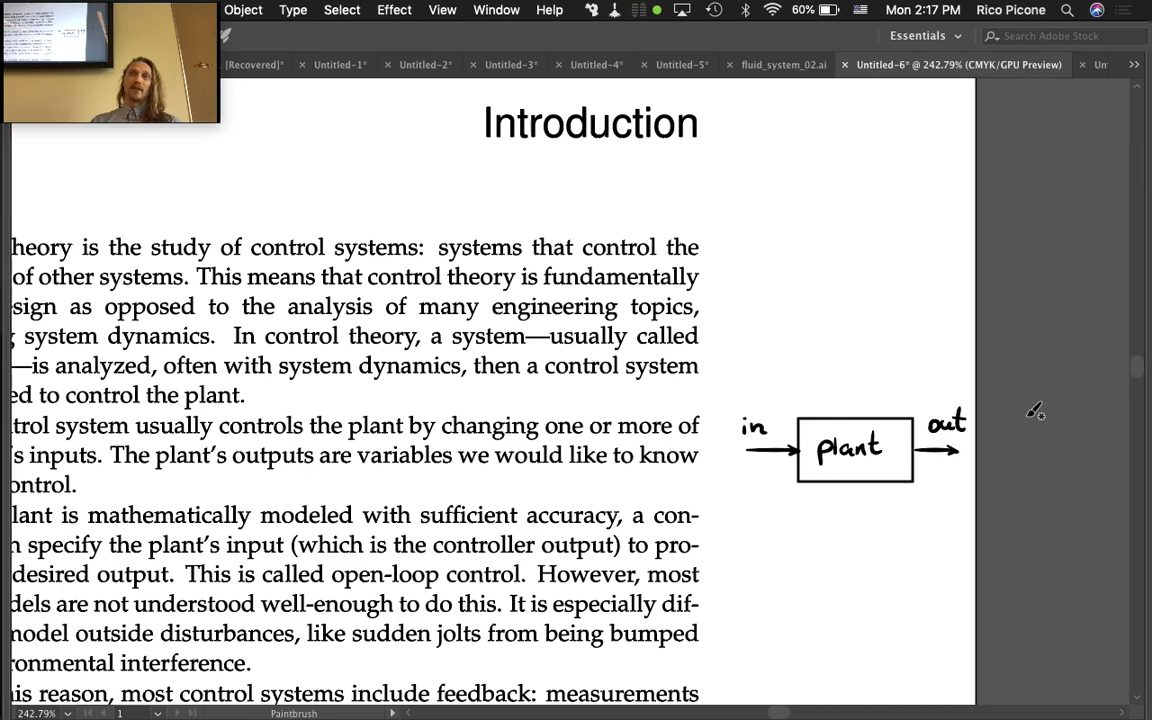 Object Type Select Effect View Window Help 60% Mon 2:17 PM Rico Picone
Essentials Search Adobe Stock
[Recovered]* × Untitled-1* × Untitled-2* × Untitled-3* × Untitled-4* × Untitled-5* × fluid_system_02.ai × Untitled-6* @ 242.79% (CMYK/GPU Preview) × Un >>
Introduction
heory is the study of control systems: systems that control the
of other systems. This means that control theory is fundamentally
sign as opposed to the analysis of many engineering topics,
system dynamics. In control theory, a system—usually called
—is analyzed, often with system dynamics, then a control system
ed to control the plant.
trol system usually controls the plant by changing one or more of
's inputs. The plant's outputs are variables we would like to know
ontrol.
in plant out
lant is mathematically modeled with sufficient accuracy, a con-
n specify the plant's input (which is the controller output) to pro-
desired output. This is called open-loop control. However, most
dels are not understood well-enough to do this. It is especially dif-
model outside disturbances, like sudden jolts from being bumped
ronmental interference.
is reason, most control systems include feedback: measurements
242.79% 1 Paintbrush